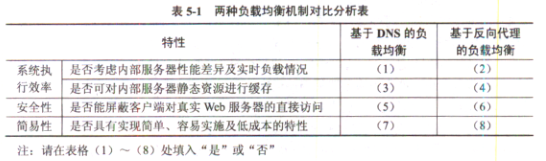 表 5-1 两种负载均衡机制对比分析表
特性 基于 DNS 的负载均衡 基于反向代理的负载均衡
系统执行效率 是否考虑内部服务器性能差异及实时负载情况 （1） （2）
是否可对内部服务器静态资源进行缓存 （3） （4）
安全性 是否能屏蔽客户端对真实 Web 服务器的直接访问 （5） （6）
简易性 是否具有实现简单、容易实施及低成本的特性 （7） （8）
注：请在表格（1）～（8）处填入“是”或“否”